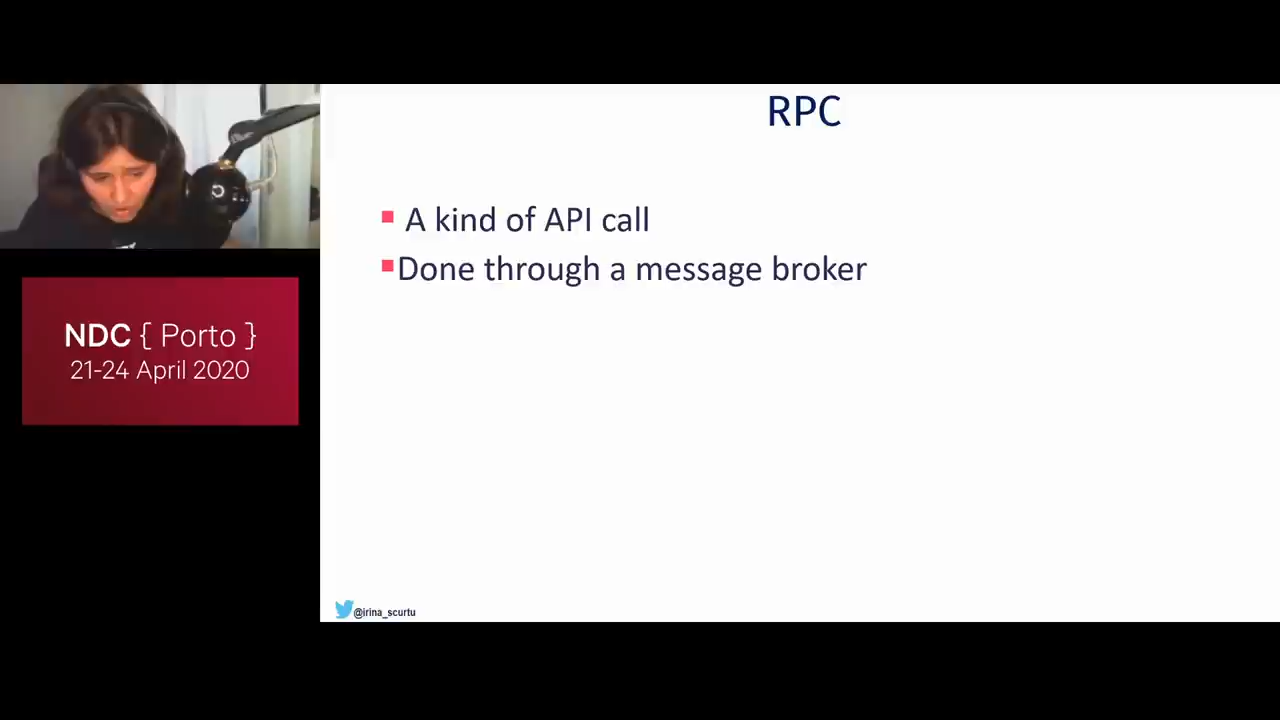 RPC
A kind of API call
Done through a message broker
NDC { Porto }
21-24 April 2020
@irina_scurtu